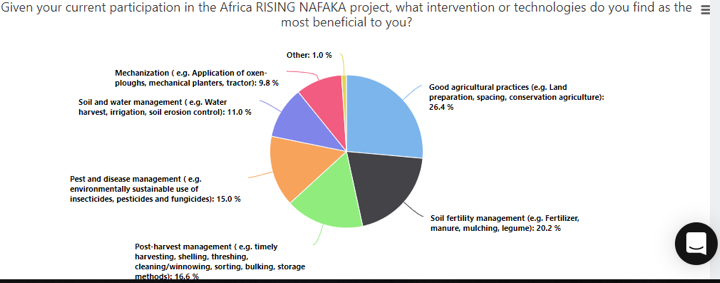 Given your current participation in the Africa RISING NAFAKA project, what intervention or technologies do you find as the
most beneficial to you?
Other: 1.0 %
Mechanization ( e.g. Application of oxen-
ploughs, mechanical planters, tractor): 9.8 %
Good agricultural practices (e.g. Land
preparation, spacing, conservation agriculture):
26.4 %
Soil and water management ( e.g. Water
harvest, irrigation, soil erosion control): 11.0 %
Pest and disease management ( e.g.
environmentally sustainable use of
insecticides, pesticides and fungicides): 15.0 %
Soil fertility management (e.g. Fertilizer,
manure, mulching, legume): 20.2 %
Post-harvest management ( e.g. timely
harvesting, shelling, threshing,
cleaning/winnowing, sorting, bulking, storage
methods): 16.6 %